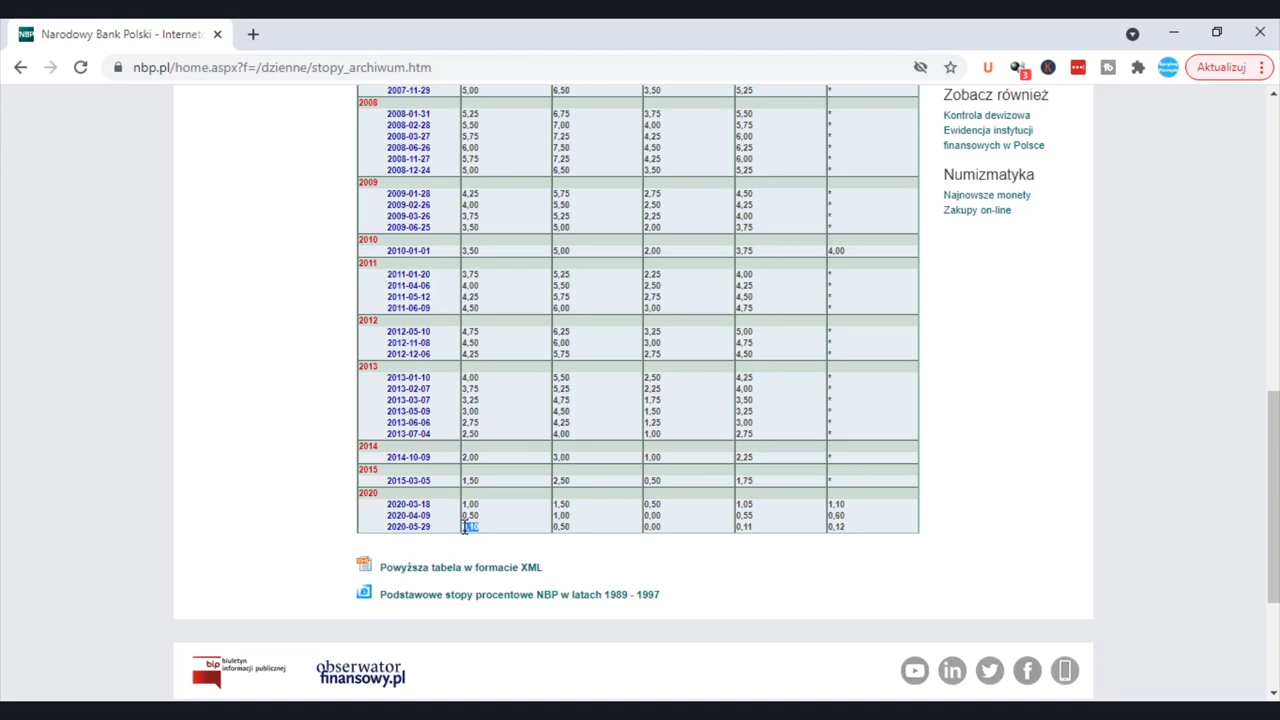 NBP Narodowy Bank Polski - Internetc
nbp.pl/home.aspx?f=/dzienne/stopy_archiwum.htm
3
Aktualizuj
2007-11-29 5,00 6,50 3,50 5,25 *
2008
2008-01-31 5,25 6,75 3,75 5,50 *
2008-02-28 5,50 7,00 4,00 5,75 *
2008-03-27 5,75 7,25 4,25 6,00 *
2008-06-26 6,00 7,50 4,50 6,25 *
2008-11-27 5,75 7,25 4,25 6,00 *
2008-12-24 5,00 6,50 3,50 5,25 *
2009
2009-01-28 4,25 5,75 2,75 4,50 *
2009-02-26 4,00 5,50 2,50 4,25 *
2009-03-26 3,75 5,25 2,25 4,00 *
2009-06-25 3,50 5,00 2,00 3,75 *
2010
2010-01-01 3,50 5,00 2,00 3,75 4,00
2011
2011-01-20 3,75 5,25 2,25 4,00 *
2011-04-06 4,00 5,50 2,50 4,25 *
2011-05-12 4,25 5,75 2,75 4,50 *
2011-06-09 4,50 6,00 3,00 4,75 *
2012
2012-05-10 4,75 6,25 3,25 5,00 *
2012-11-08 4,50 6,00 3,00 4,75 *
2012-12-06 4,25 5,75 2,75 4,50 *
2013
2013-01-10 4,00 5,50 2,50 4,25 *
2013-02-07 3,75 5,25 2,25 4,00 *
2013-03-07 3,25 4,75 1,75 3,50 *
2013-05-09 3,00 4,50 1,50 3,25 *
2013-06-06 2,75 4,25 1,25 3,00 *
2013-07-04 2,50 4,00 1,00 2,75 *
2014
2014-10-09 2,00 3,00 1,00 2,25 *
2015
2015-03-05 1,50 2,50 0,50 1,75 *
2020
2020-03-18 1,00 1,50 0,50 1,05 1,10
2020-04-09 0,50 1,00 0,00 0,55 0,60
2020-05-29 0,10 0,50 0,00 0,11 0,12
Powyższa tabela w formacie XML
Podstawowe stopy procentowe NBP w latach 1989 - 1997
Zobacz również
Kontrola dewizowa
Ewidencja instytucji
finansowych w Polsce
Numizmatyka
Najnowsze monety
Zakupy on-line
bip biuletyn
informacji publicznej
obserwator
finansowy.pl